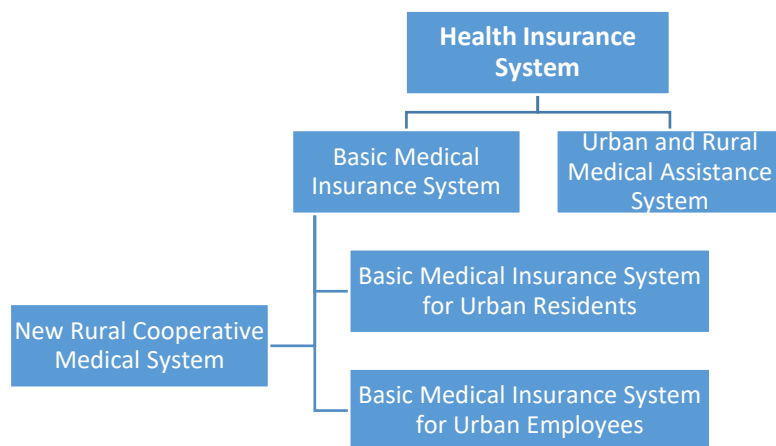 Health Insurance
System
Basic Medical
Insurance System
Urban and Rural
Medical Assistance
System
Basic Medical Insurance System
for Urban Residents
New Rural Cooperative
Medical System
Basic Medical Insurance System
for Urban Employees